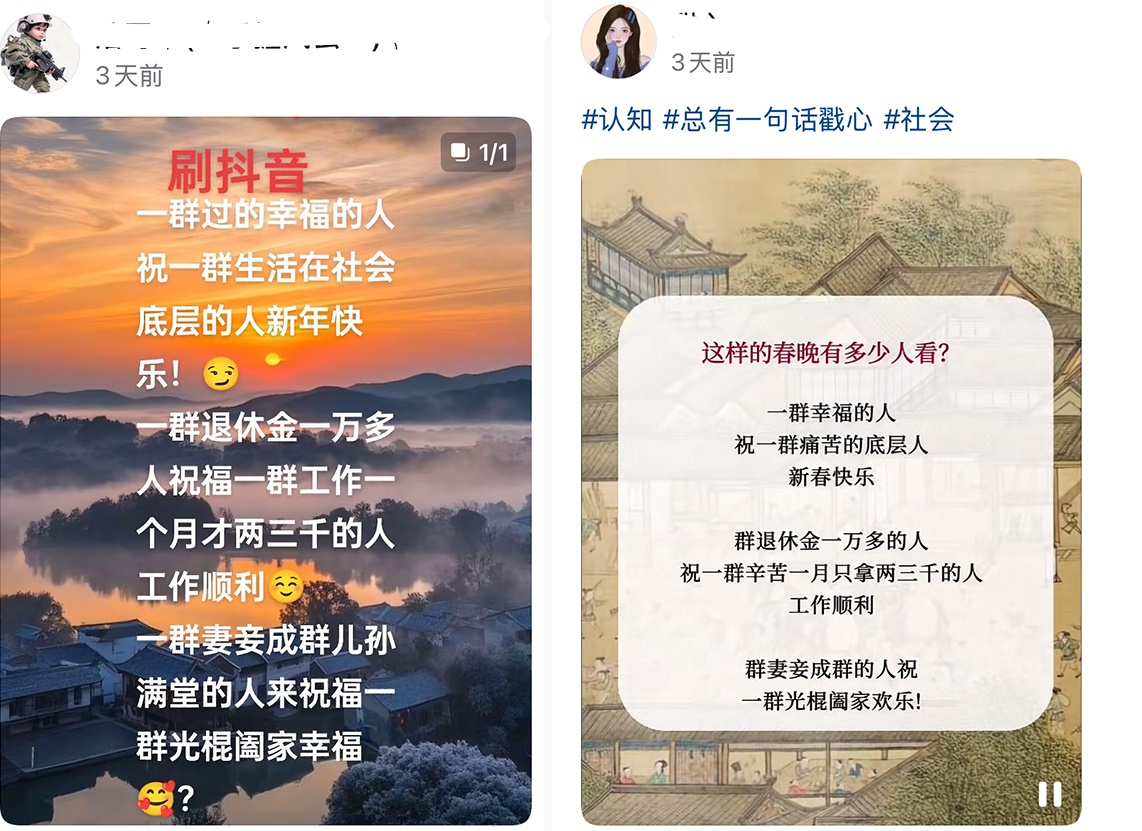 3天前
1/1
刷抖音
一群过的幸福的人
祝一群生活在社会
底层的人新年快
乐！😏
一群退休金一万多
人祝福一群工作一
个月才两三千的人
工作顺利☺️
一群妻妾成群儿孙
满堂的人来祝福一
群光棍阖家幸福
🥰?
3天前
#认知 #总有一句话戳心 #社会
这样的春晚有多少人看？
一群幸福的人
祝一群痛苦的底层人
新春快乐
群退休金一万多的人
祝一群辛苦一月只拿两三千的人
工作顺利
群妻妾成群的人祝
一群光棍阖家欢乐！